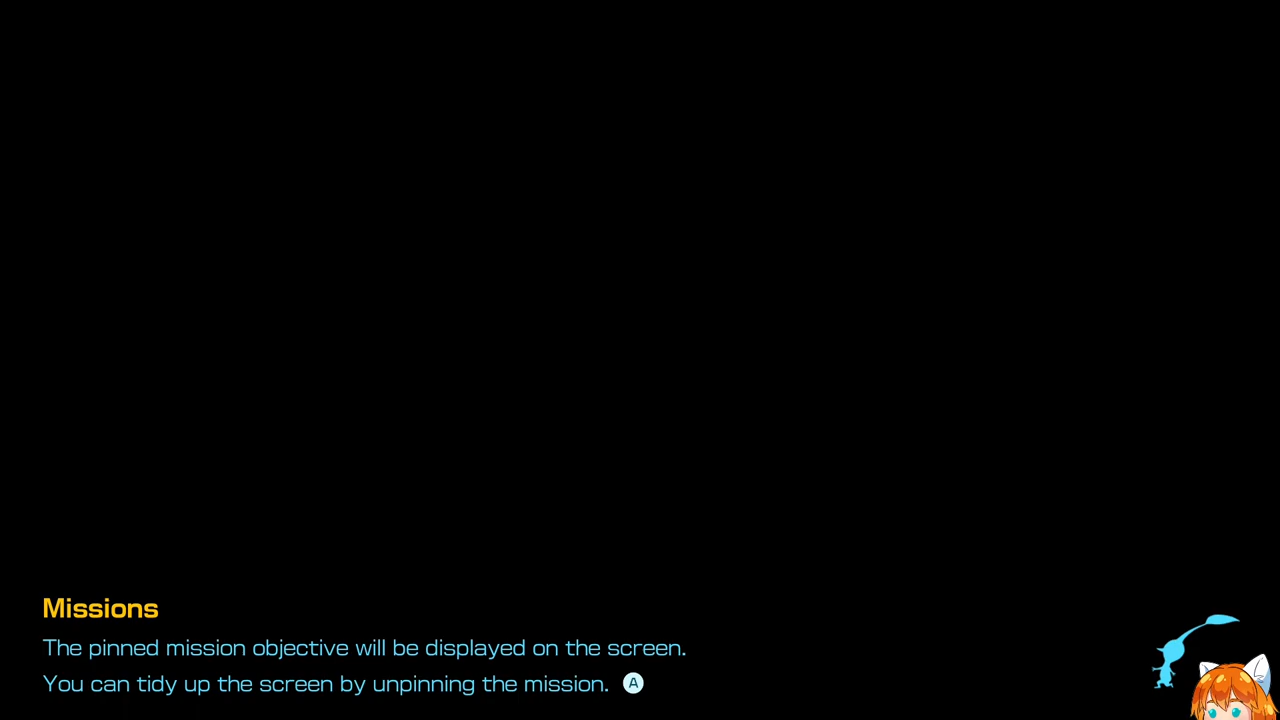 Missions
The pinned mission objective will be displayed on the screen.
You can tidy up the screen by unpinning the mission. A